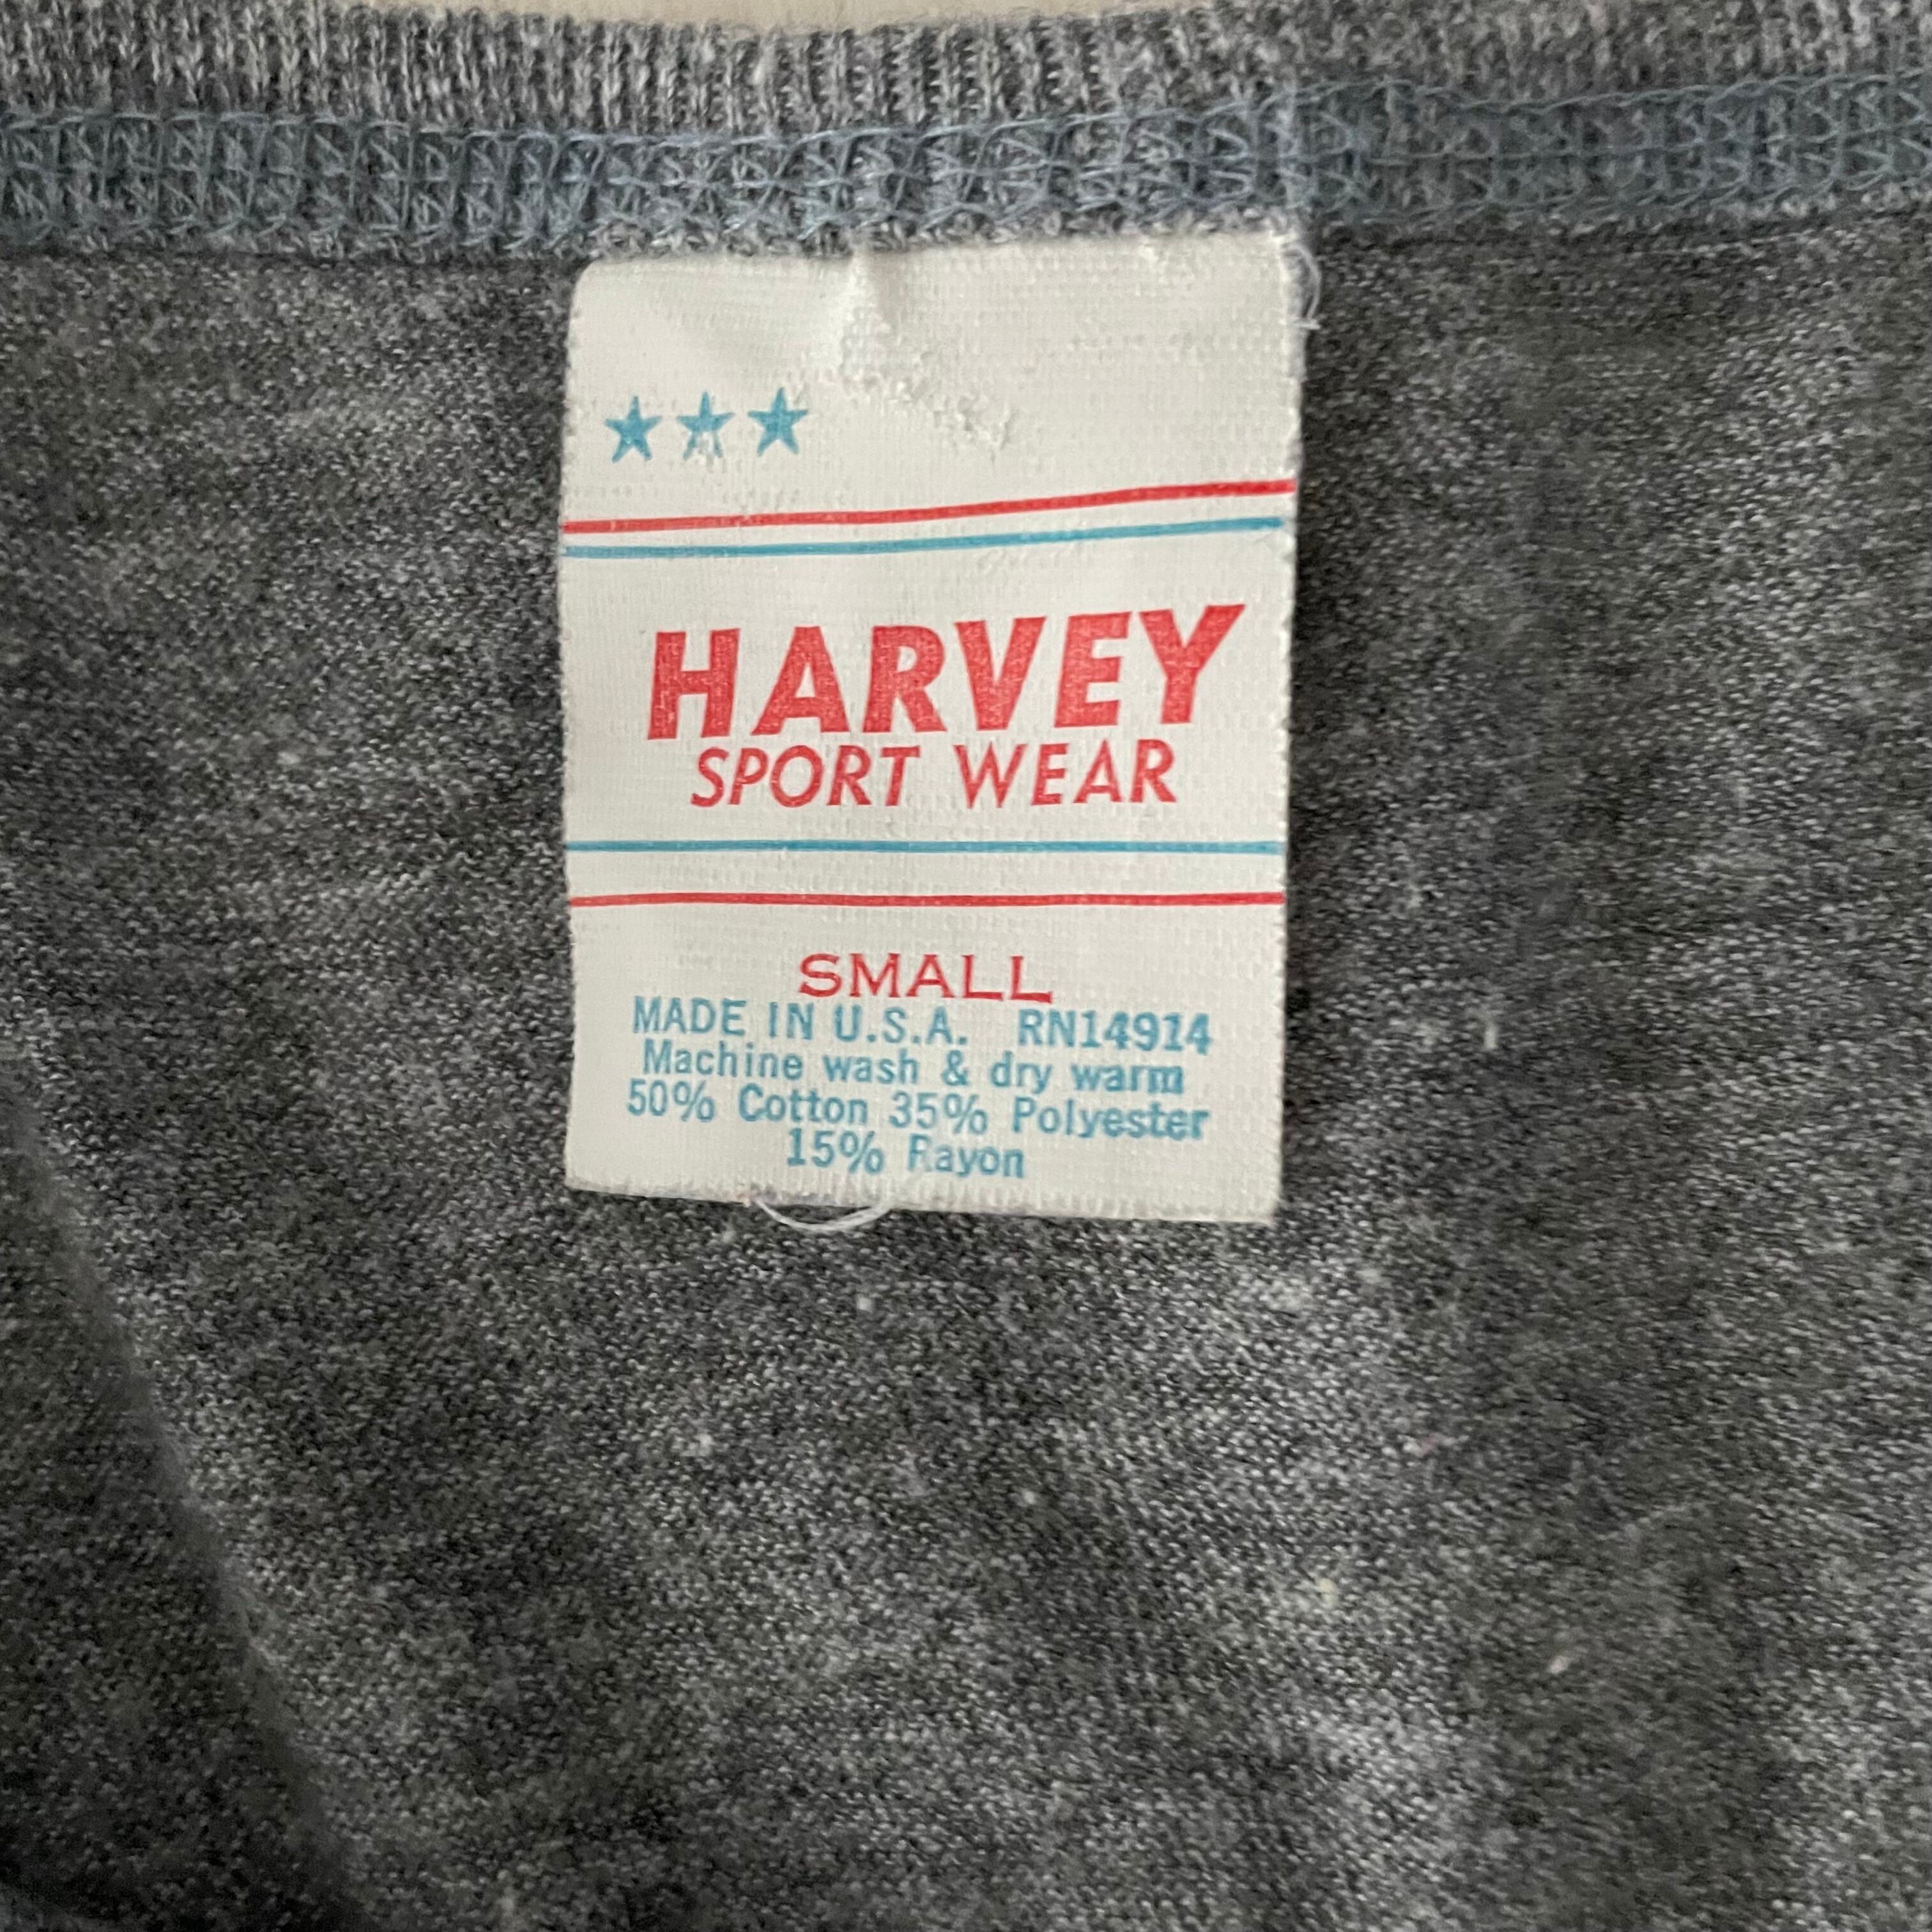 HARVEY
SPORT WEAR
SMALL
MADE IN U.S.A. RN14914
Machine wash & dry warm
50% Cotton 35% Polyester
15% Rayon